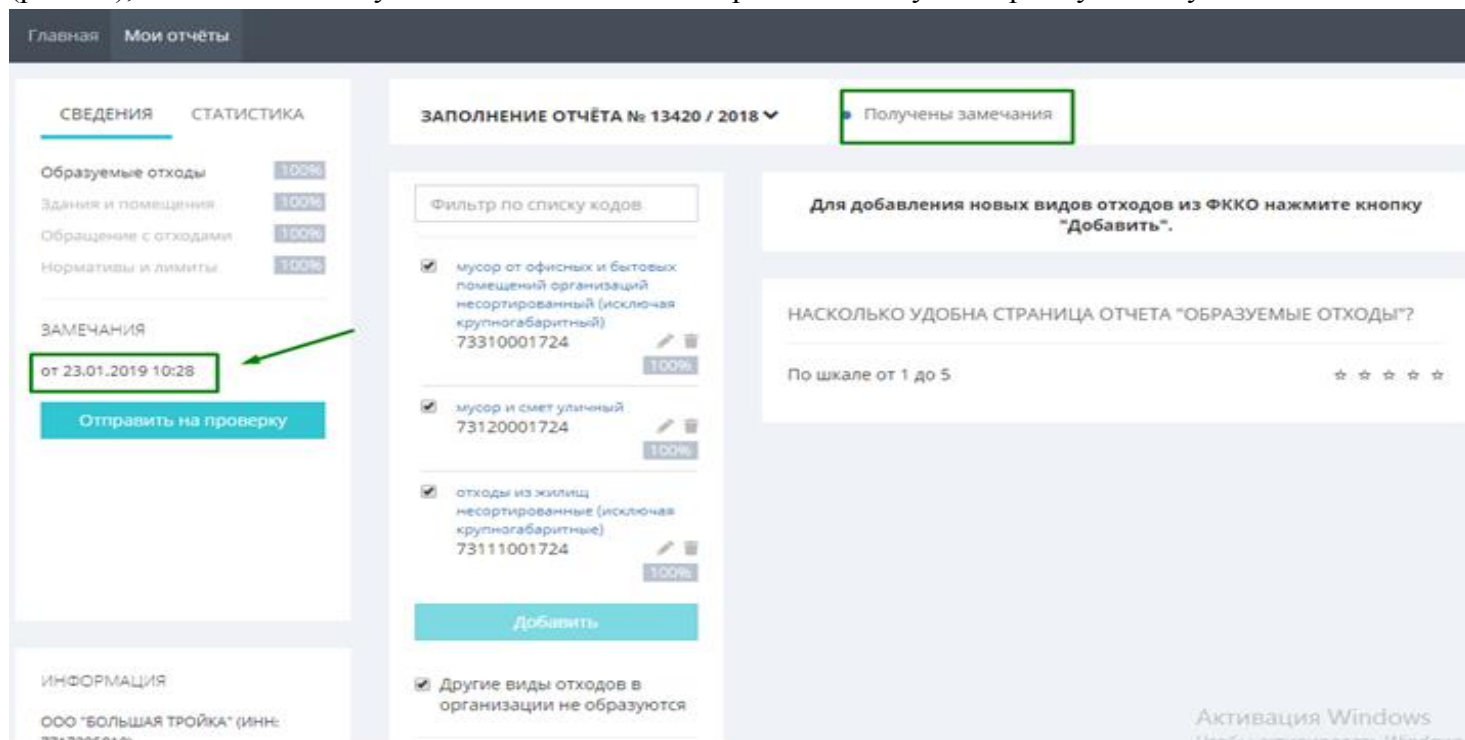 Главная Мои отчёты
СВЕДЕНИЯ СТАТИСТИКА
Образуемые отходы 100%
Здания и помещения 100%
Обращение с отходами 100%
Нормативы и лимиты 100%
ЗАМЕЧАНИЯ
от 23.01.2019 10:28
Отправить на проверку
ИНФОРМАЦИЯ
ООО "БОЛЬШАЯ ТРОЙКА" (ИНН:
ЗАПОЛНЕНИЕ ОТЧЁТА № 13420 / 2018
Получены замечания
Фильтр по списку кодов
мусор от офисных и бытовых
помещений организаций
несортированный (исключая
крупногабаритный)
73310001724
100%
мусор и смет уличный
73120001724
100%
отходы из жилищ
несортированные (исключая
крупногабаритные)
73111001724
100%
Добавить
Другие виды отходов в
организации не образуются
Для добавления новых видов отходов из ФККО нажмите кнопку
"Добавить".
НАСКОЛЬКО УДОБНА СТРАНИЦА ОТЧЕТА "ОБРАЗУЕМЫЕ ОТХОДЫ"?
По шкале от 1 до 5
Активация Windows